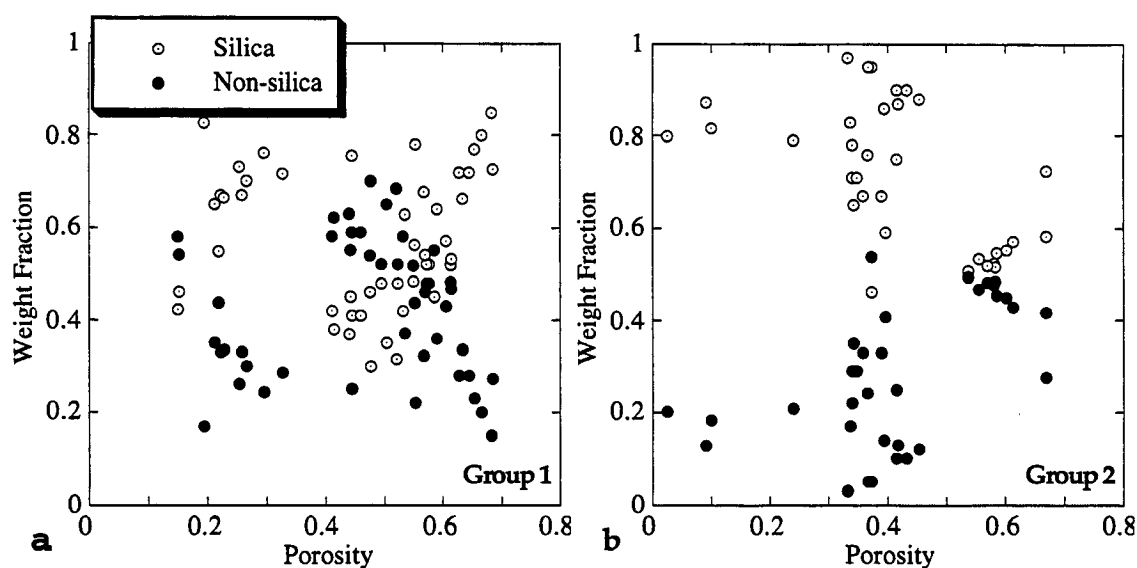 Silica
Non-silica
1
0.8
0.6
0.4
0.2
0
Weight Fraction
0 0.2 0.4 0.6 0.8
Porosity
Group 1
a
1
0.8
0.6
0.4
0.2
0
Weight Fraction
0 0.2 0.4 0.6 0.8
Porosity
Group 2
b